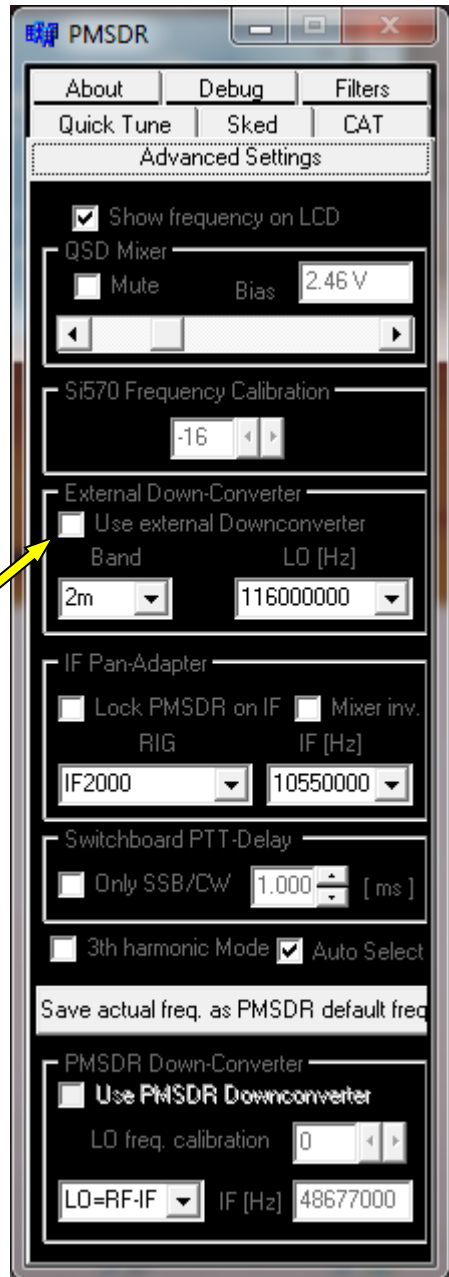 PMSDR
About Debug Filters
Quick Tune Sked CAT
Advanced Settings
Show frequency on LCD
QSD Mixer
Mute Bias 2.46 V
Si570 Frequency Calibration
-16
External Down-Converter
Use external Downconverter
Band LO [Hz]
2m 116000000
IF Pan-Adapter
Lock PMSDR on IF Mixer inv.
RIG IF [Hz]
IF2000 10550000
Switchboard PTT-Delay
Only SSB/CW 1.000 [ ms ]
3th harmonic Mode Auto Select
Save actual freq. as PMSDR default freq
PMSDR Down-Converter
Use PMSDR Downconverter
LO freq. calibration 0
LO=RF-IF IF [Hz] 48677000